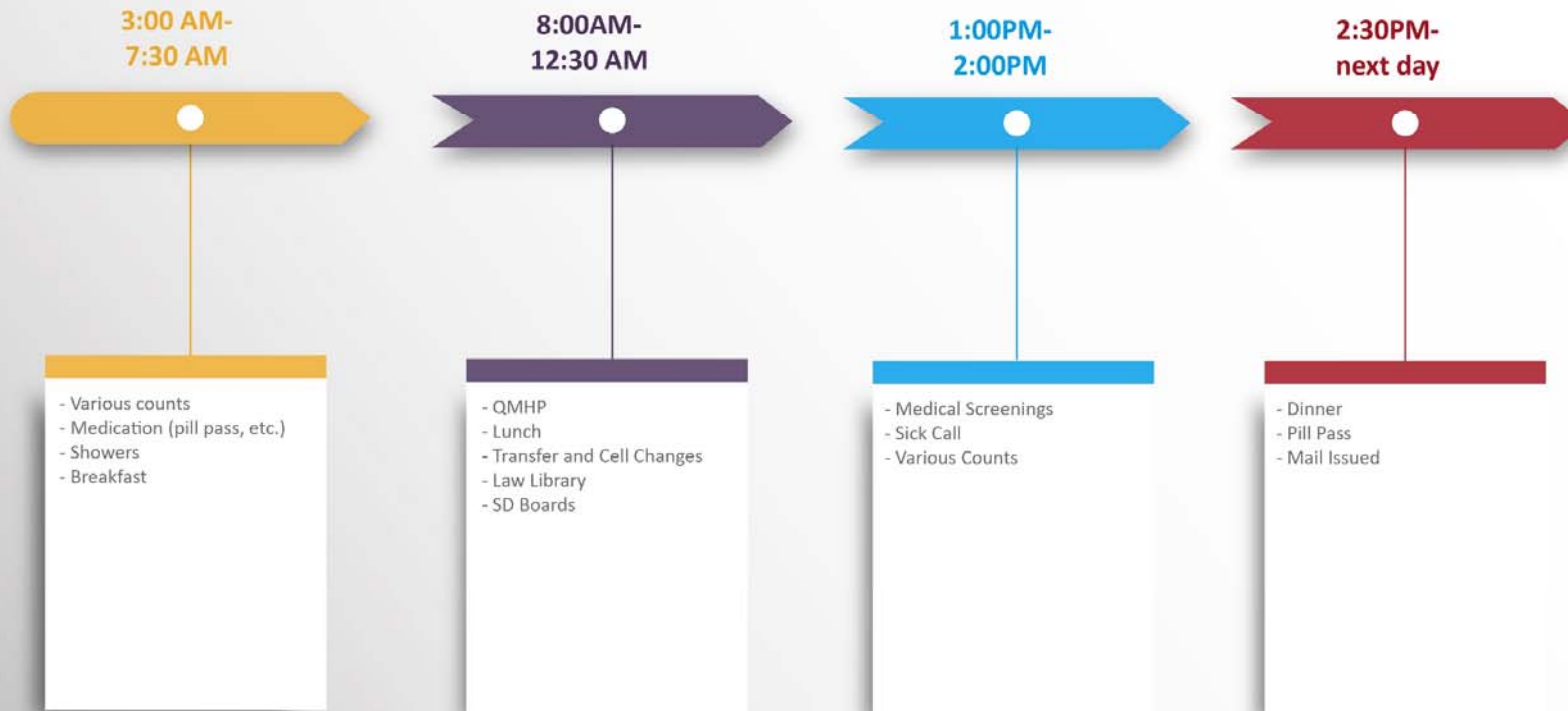 3:00 AM-
7:30 AM
- Various counts
- Medication (pill pass, etc.)
- Showers
- Breakfast
8:00AM-
12:30 AM
- QMHP
- Lunch
- Transfer and Cell Changes
- Law Library
- SD Boards
1:00PM-
2:00PM
- Medical Screenings
- Sick Call
- Various Counts
2:30PM-
next day
- Dinner
- Pill Pass
- Mail Issued